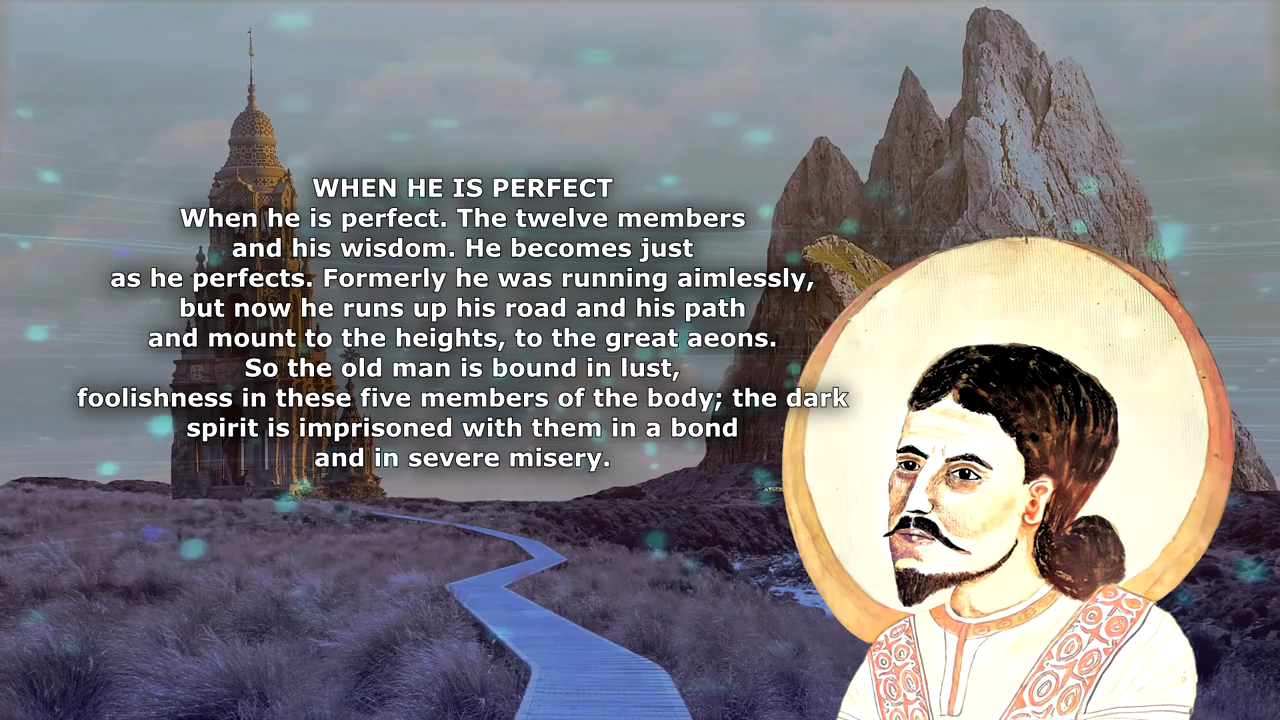 WHEN HE IS PERFECT
When he is perfect. The twelve members
and his wisdom. He becomes just
as he perfects. Formerly he was running aimlessly,
but now he runs up his road and his path
and mount to the heights, to the great aeons.
So the old man is bound in lust,
foolishness in these five members of the body; the dark
spirit is imprisoned with them in a bond
and in severe misery.